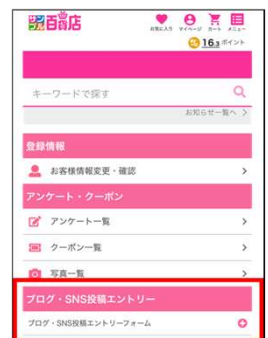 サンプル百貨店
お気に入り マイページ カート メニュー
16.3 ポイント
キーワードで探す
お知らせ一覧へ >
登録情報
お客様情報変更・確認 >
アンケート・クーポン
アンケート一覧 >
クーポン一覧 >
写真一覧 >
ブログ・SNS投稿エントリー
ブログ・SNS投稿エントリーフォーム